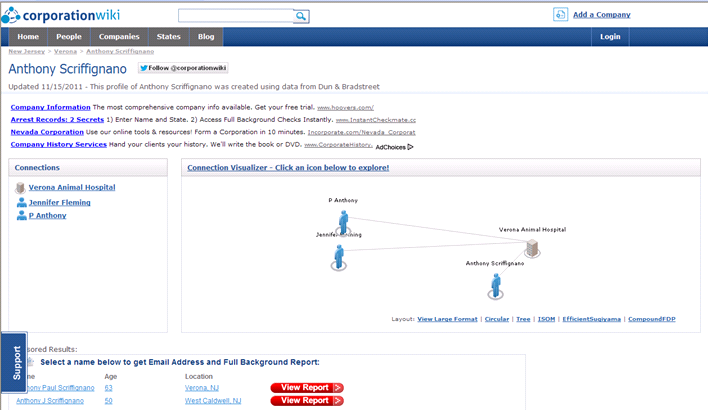 corporationwiki
Add a Company
Home People Companies States Blog Login
New Jersey > Verona > Anthony Scriffignano
Anthony Scriffignano Follow @corporationwiki
Updated 11/15/2011 - This profile of Anthony Scriffignano was created using data from Dun & Bradstreet
Company Information The most comprehensive company info available. Get your free trial. www.hoovers.com/
Arrest Records: 2 Secrets 1) Enter Name and State. 2) Access Full Background Checks Instantly. www.InstantCheckmate.cc
Nevada Corporation Use our online tools & resources! Form a Corporation in 10 minutes. Incorporate.com/Nevada_Corporat
Company History Services Hand your clients your history. We'll write the book or DVD. www.CorporateHistory. AdChoices
Connections
Verona Animal Hospital
Jennifer Fleming
P Anthony
Connection Visualizer - Click an icon below to explore!
P Anthony
Verona Animal Hospital
Anthony Scriffignano
Layout: View Large Format | Circular | Tree | ISOM | EfficientSugiyama | CompoundFDP
Support
sored Results:
Select a name below to get Email Address and Full Background Report:
me Age Location
hony Paul Scriffignano 63 Verona, NJ View Report
Anthony J Scriffignano 50 West Caldwell, NJ View Report